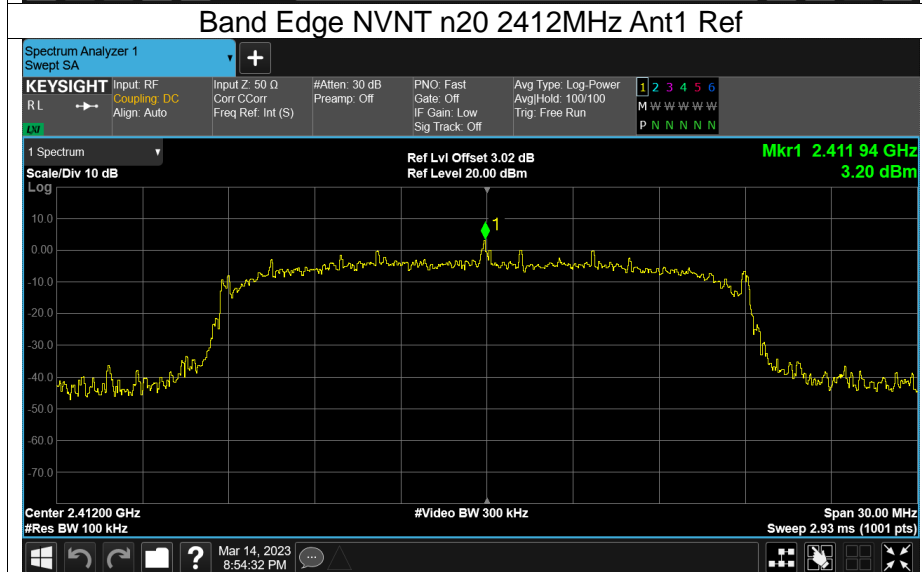 Band Edge NVNT n20 2412MHz Ant1 Ref
Spectrum Analyzer 1
Swept SA
KEYSIGHT
R L
LXI
Input: RF
Coupling: DC
Align: Auto
Input Z: 50 Ω
Corr CCorr
Freq Ref: Int (S)
#Atten: 30 dB
Preamp: Off
PNO: Fast
Gate: Off
IF Gain: Low
Sig Track: Off
Avg Type: Log-Power
Avg|Hold: 100/100
Trig: Free Run
1 2 3 4 5 6
M W W W W W
P N N N N N
1 Spectrum
Scale/Div 10 dB
Ref Lvl Offset 3.02 dB
Ref Level 20.00 dBm
Mkr1 2.411 94 GHz
3.20 dBm
Log
1
10.0
0.00
-10.0
-20.0
-30.0
-40.0
-50.0
-60.0
-70.0
Center 2.41200 GHz
#Video BW 300 kHz
Span 30.00 MHz
#Res BW 100 kHz
Sweep 2.93 ms (1001 pts)
?
Mar 14, 2023
8:54:32 PM